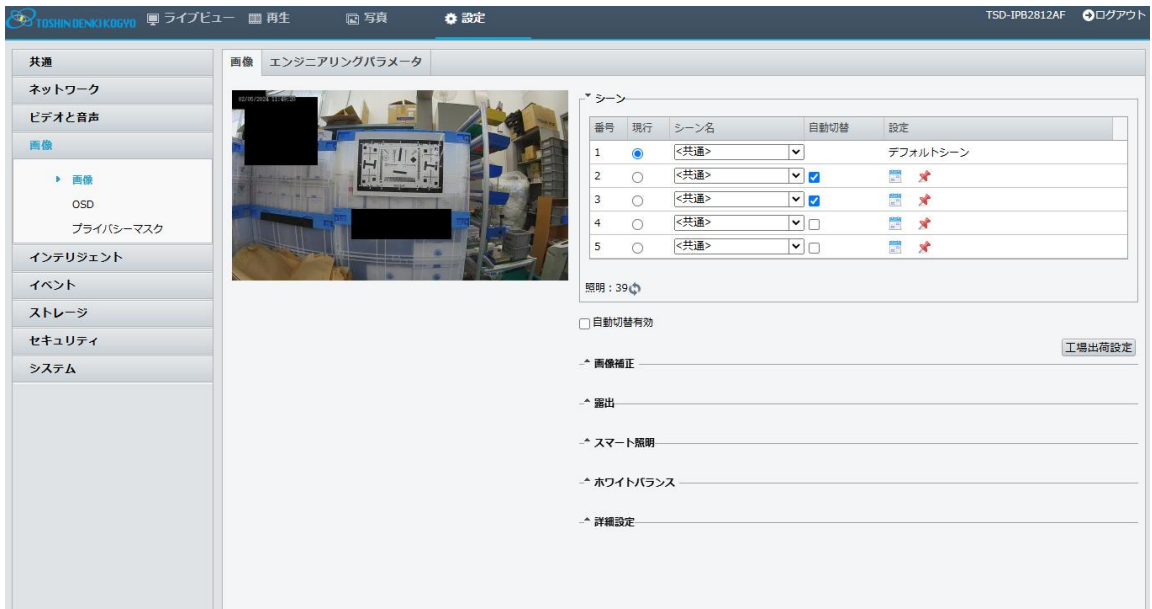 TOSHIN DENKI KOGYO ライブビュー 再生 写真 設定 TSD-IPB2812AF ログアウト
共通
ネットワーク
ビデオと音声
画像
画像
OSD
プライバシーマスク
インテリジェント
イベント
ストレージ
セキュリティ
システム
画像 エンジニアリングパラメータ
シーン
番号 現行 シーン名 自動切替 設定
1 <共通> デフォルトシーン
2 <共通>
3 <共通>
4 <共通>
5 <共通>
照明：39
自動切替有効
工場出荷設定
画像補正
露出
スマート照明
ホワイトバランス
詳細設定